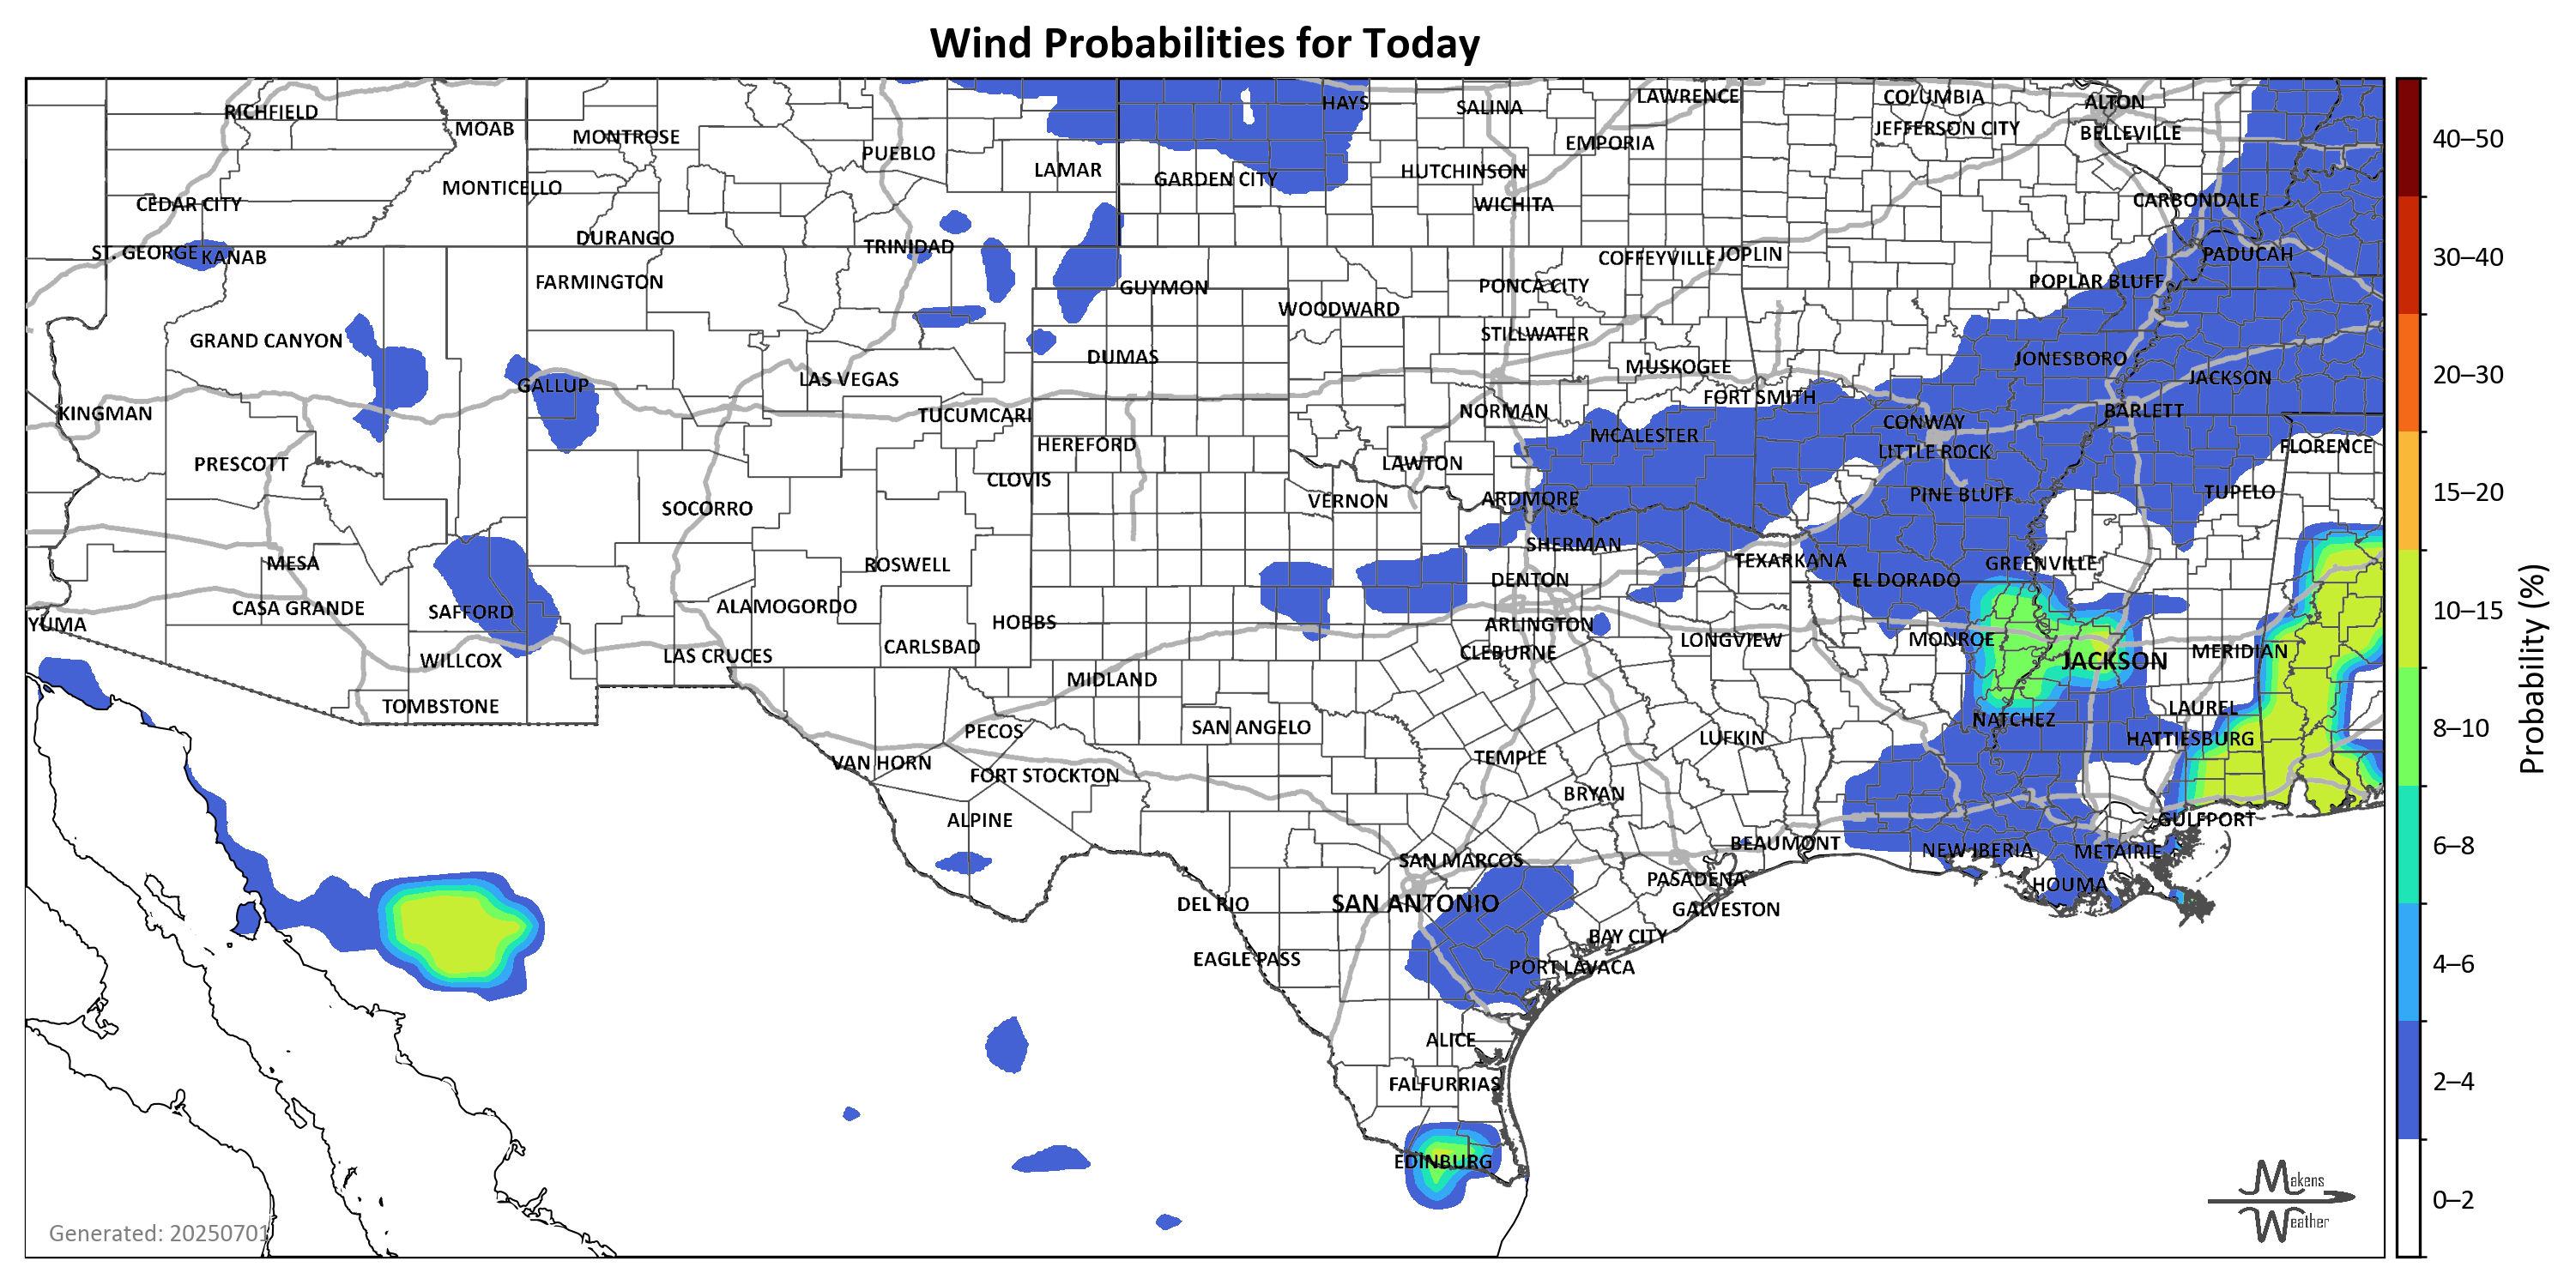 Wind Probabilities for Today
RICHFIELD
MOAB
MONTROSE
PUEBLO
LAMAR
HAYS
SALINA
LAWRENCE
COLUMBIA
ALTON
JEFFERSON CITY
BELLEVILLE
EMPORIA
HUTCHINSON
GARDEN CITY
MONTICELLO
CEDAR CITY
WICHITA
CARBONDALE
DURANGO
TRINIDAD
ST. GEORGE
KANAB
COFFEYVILLE
JOPLIN
PADUCAH
FARMINGTON
GUYMON
PONCA CITY
POPLAR BLUFF
WOODWARD
GRAND CANYON
STILLWATER
DUMAS
JONESBORO
MUSKOGEE
LAS VEGAS
GALLUP
JACKSON
FORT SMITH
KINGMAN
TUCUMCARI
NORMAN
BARLETT
CONWAY
MCALESTER
HEREFORD
FLORENCE
PRESCOTT
LAWTON
LITTLE ROCK
CLOVIS
VERNON
ARDMORE
PINE BLUFF
TUPELO
SOCORRO
SHERMAN
MESA
ROSWELL
TEXARKANA
GREENVILLE
DENTON
EL DORADO
CASA GRANDE
SAFFORD
ALAMOGORDO
HOBBS
ARLINGTON
YUMA
CARLSBAD
CLEBURNE
LONGVIEW
MONROE
MERIDIAN
WILLCOX
LAS CRUCES
JACKSON
MIDLAND
TOMBSTONE
NATCHEZ
LAUREL
PECOS
SAN ANGELO
LUFKIN
HATTIESBURG
VAN HORN
FORT STOCKTON
TEMPLE
BRYAN
ALPINE
GULFPORT
BEAUMONT
SAN MARCOS
NEW IBERIA
METAIRIE
PASADENA
HOUMA
DEL RIO
SAN ANTONIO
GALVESTON
BAY CITY
EAGLE PASS
PORT LAVACA
ALICE
FALFURRIAS
EDINBURG
Generated: 20250701
Makens
Weather
40–50
30–40
20–30
15–20
10–15
8–10
6–8
4–6
2–4
0–2
Probability (%)